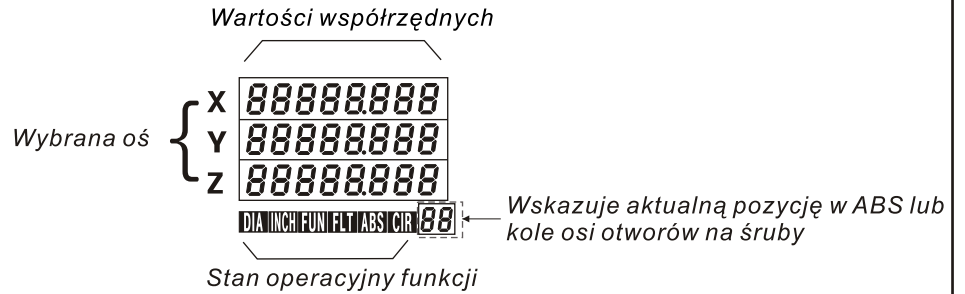 Wartości współrzędnych
X 88888.888
Wybrana oś
Y 88888.888
Z 88888.888
DIA INCH FUN FLT ABS CIR 88
Wskazuje aktualną pozycję w ABS lub
kole osi otworów na śruby
Stan operacyjny funkcji